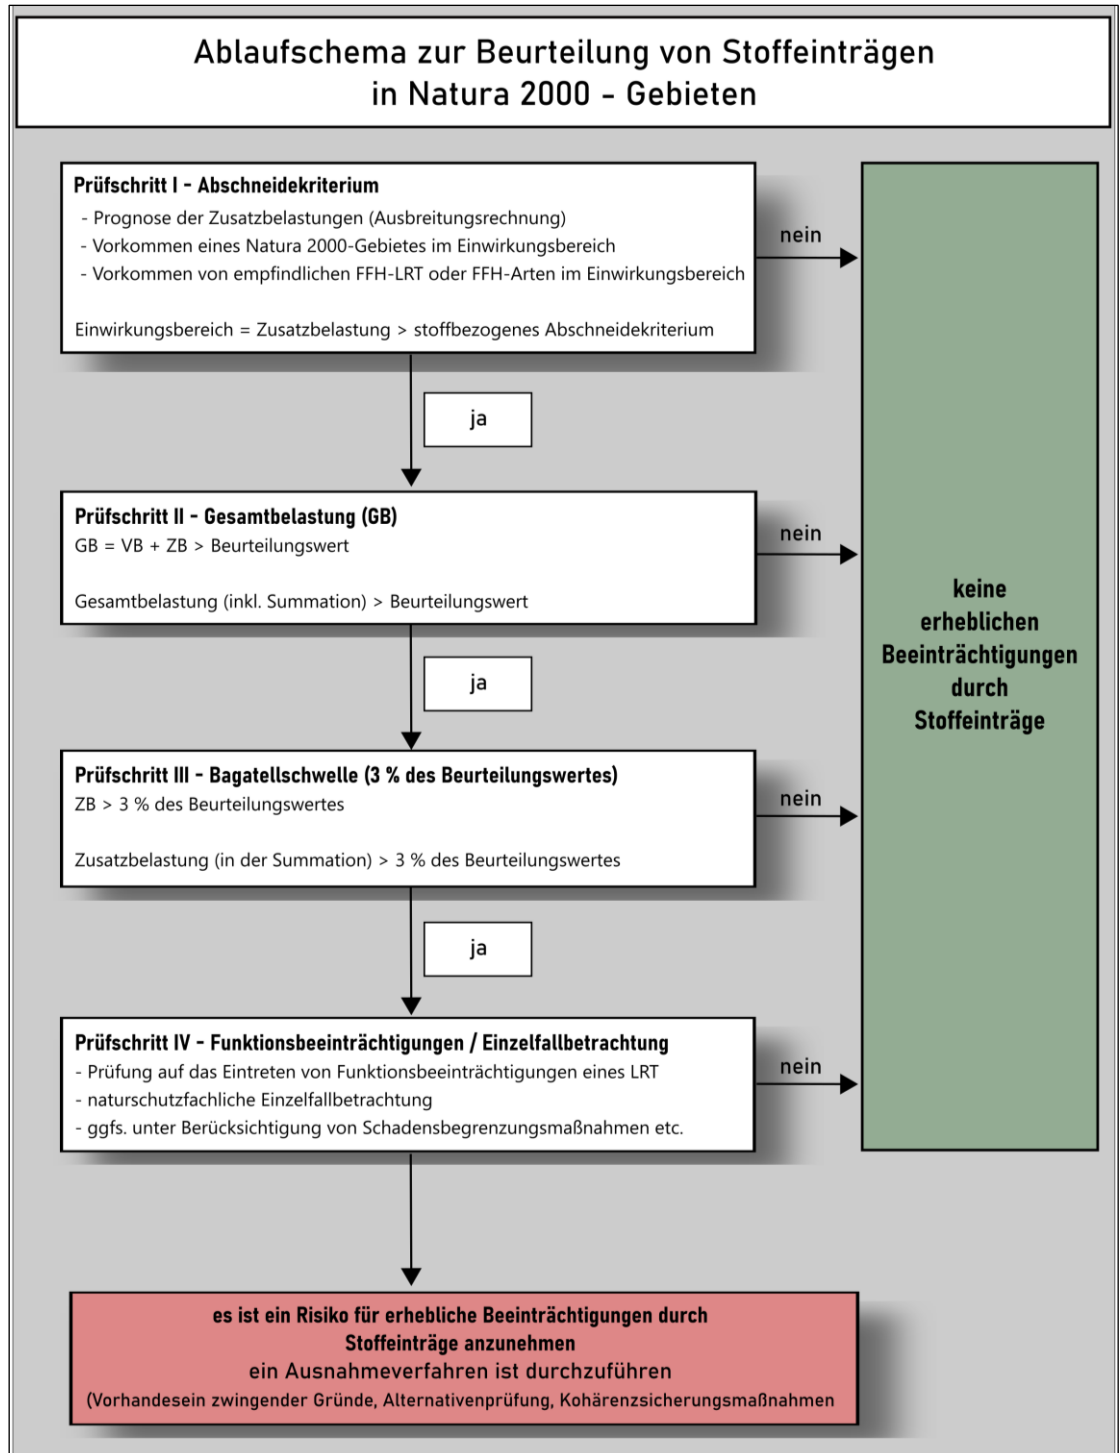 Ablaufschema zur Beurteilung von Stoffeinträgen
in Natura 2000 - Gebieten
Prüfschritt I - Abschneidekriterium
- Prognose der Zusatzbelastungen (Ausbreitungsrechnung)
- Vorkommen eines Natura 2000-Gebietes im Einwirkungsbereich
- Vorkommen von empfindlichen FFH-LRT oder FFH-Arten im Einwirkungsbereich
Einwirkungsbereich = Zusatzbelastung > stoffbezogenes Abschneidekriterium
nein
ja
Prüfschritt II - Gesamtbelastung (GB)
GB = VB + ZB > Beurteilungswert
Gesamtbelastung (inkl. Summation) > Beurteilungswert
nein
ja
Prüfschritt III - Bagatellschwelle (3 % des Beurteilungswertes)
ZB > 3 % des Beurteilungswertes
Zusatzbelastung (in der Summation) > 3 % des Beurteilungswertes
nein
ja
Prüfschritt IV - Funktionsbeeinträchtigungen / Einzelfallbetrachtung
- Prüfung auf das Eintreten von Funktionsbeeinträchtigungen eines LRT
- naturschutzfachliche Einzelfallbetrachtung
- ggfs. unter Berücksichtigung von Schadensbegrenzungsmaßnahmen etc.
nein
keine
erheblichen
Beeinträchtigungen
durch
Stoffeinträge
es ist ein Risiko für erhebliche Beeinträchtigungen durch
Stoffeinträge anzunehmen
ein Ausnahmeverfahren ist durchzuführen
(Vorhandesein zwingender Gründe, Alternativenprüfung, Kohärenzsicherungsmaßnahmen